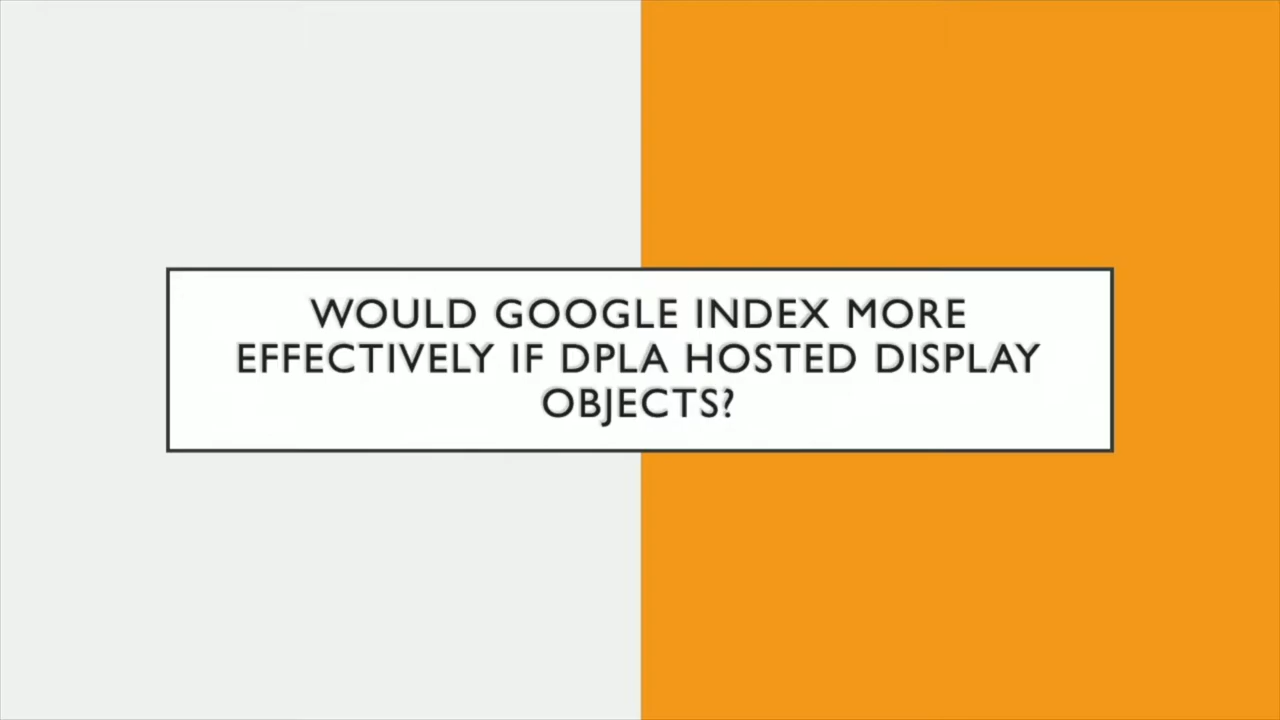 WOULD GOOGLE INDEX MORE
EFFECTIVELY IF DPLA HOSTED DISPLAY
OBJECTS?